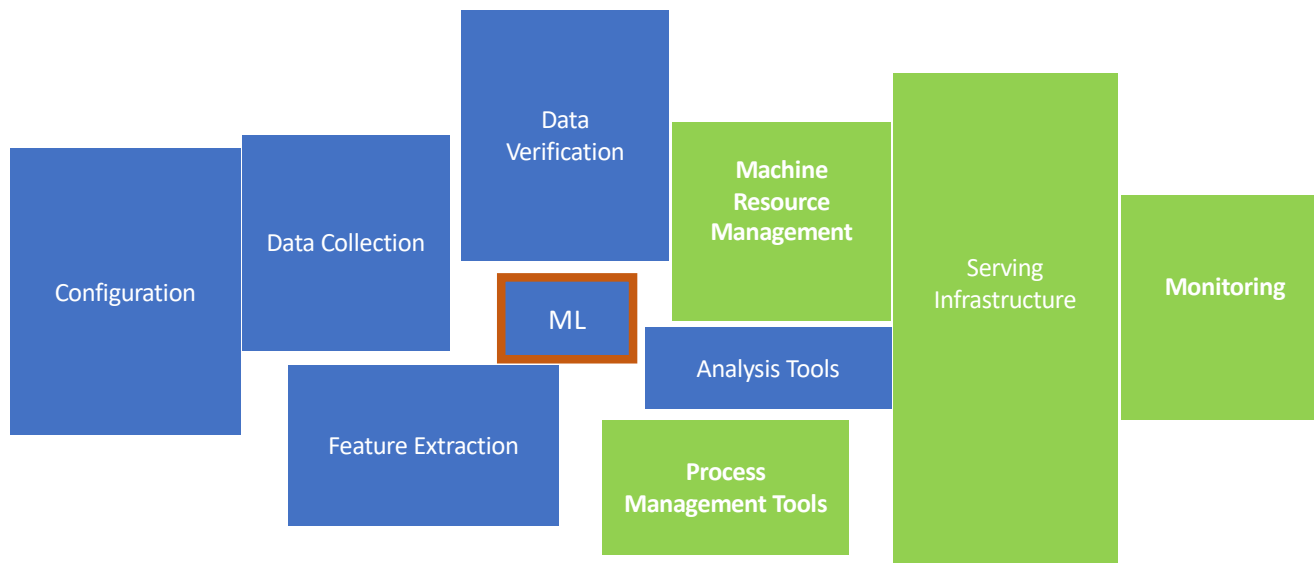 Data
Verification
Machine
Resource
Management
Data Collection
Serving
Infrastructure
Configuration
Monitoring
ML
Analysis Tools
Feature Extraction
Process
Management Tools